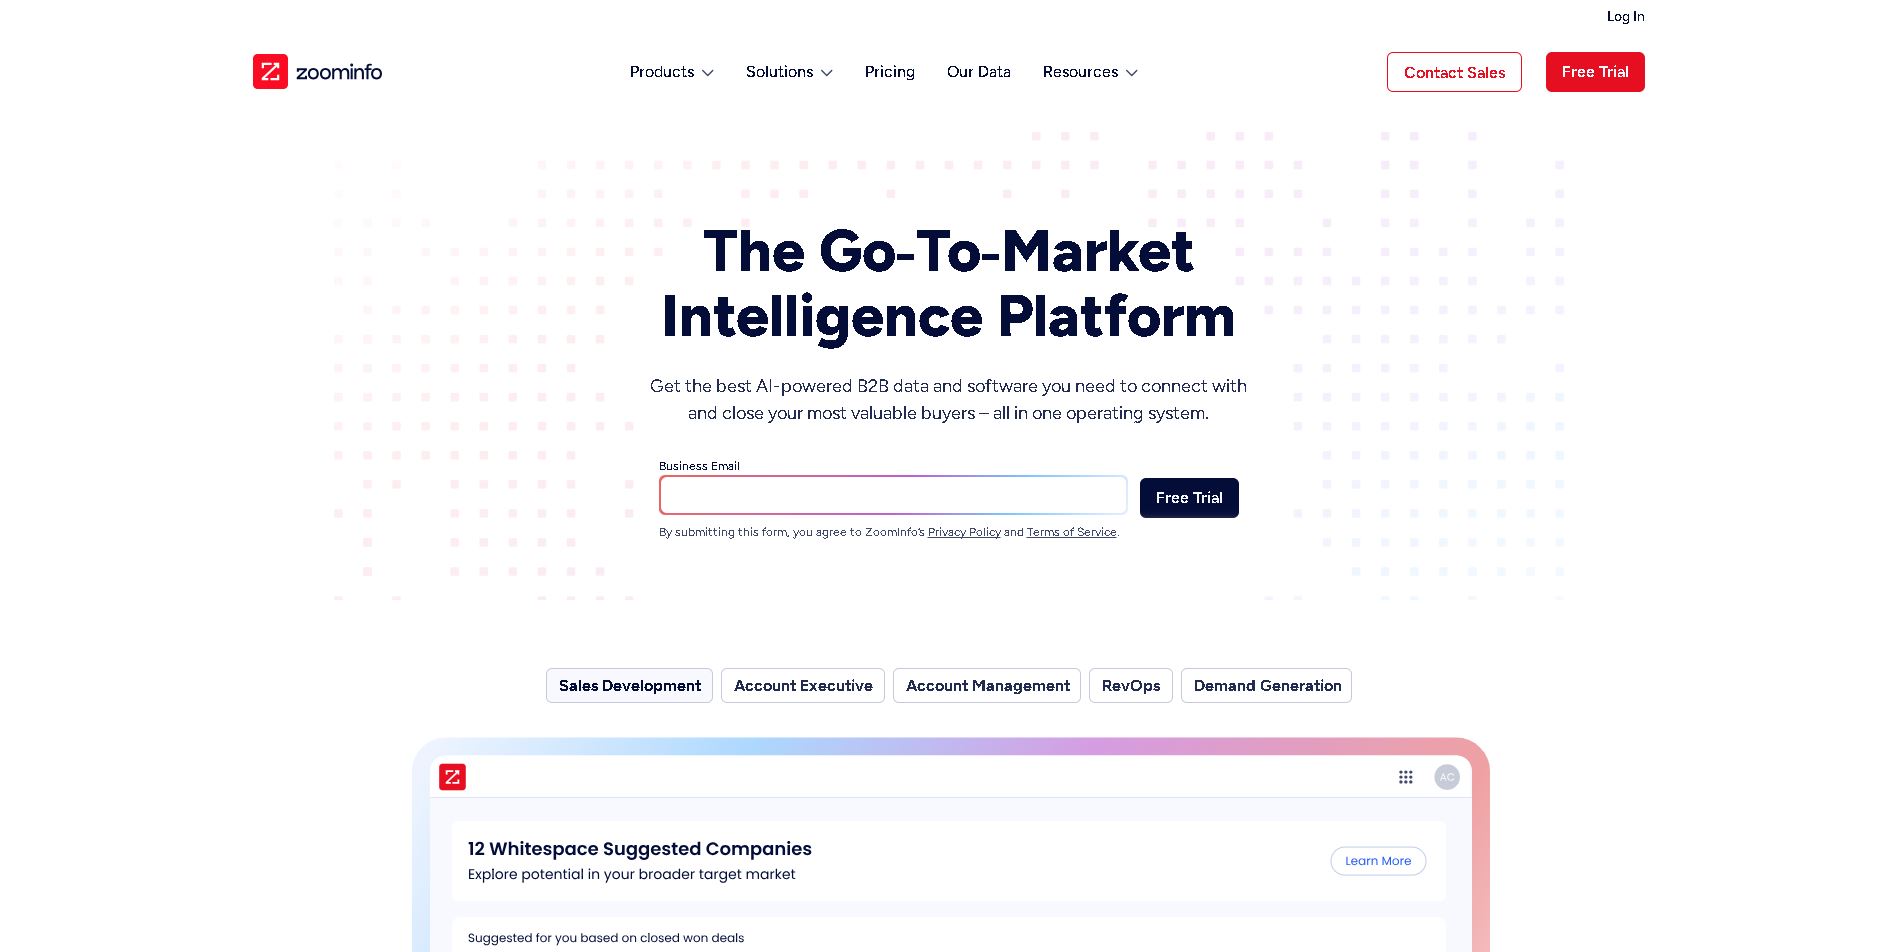 Log In
zoominfo
Products
Solutions
Pricing
Our Data
Resources
Contact Sales
Free Trial
The Go-To-Market
Intelligence Platform
Get the best AI-powered B2B data and software you need to connect with
and close your most valuable buyers – all in one operating system.
Business Email
Free Trial
By submitting this form, you agree to ZoomInfo's Privacy Policy and Terms of Service.
Sales Development
Account Executive
Account Management
RevOps
Demand Generation
AC
12 Whitespace Suggested Companies
Explore potential in your broader target market
Learn More
Suggested for you based on closed won deals